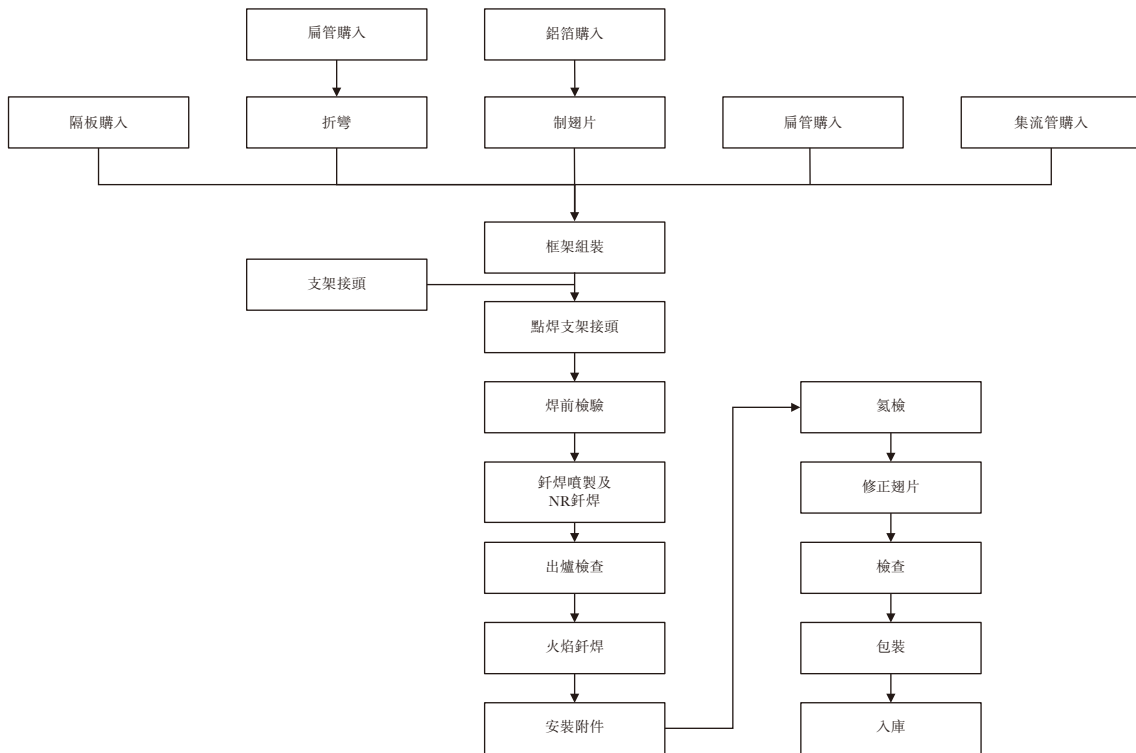 扁管購入
鋁箔購入
隔板購入
折彎
制翅片
扁管購入
集流管購入
框架組裝
支架接頭
點焊支架接頭
焊前檢驗
氦檢
釬焊噴製及
NR釬焊
修正翅片
出爐檢查
檢查
火焰釬焊
包裝
安裝附件
入庫